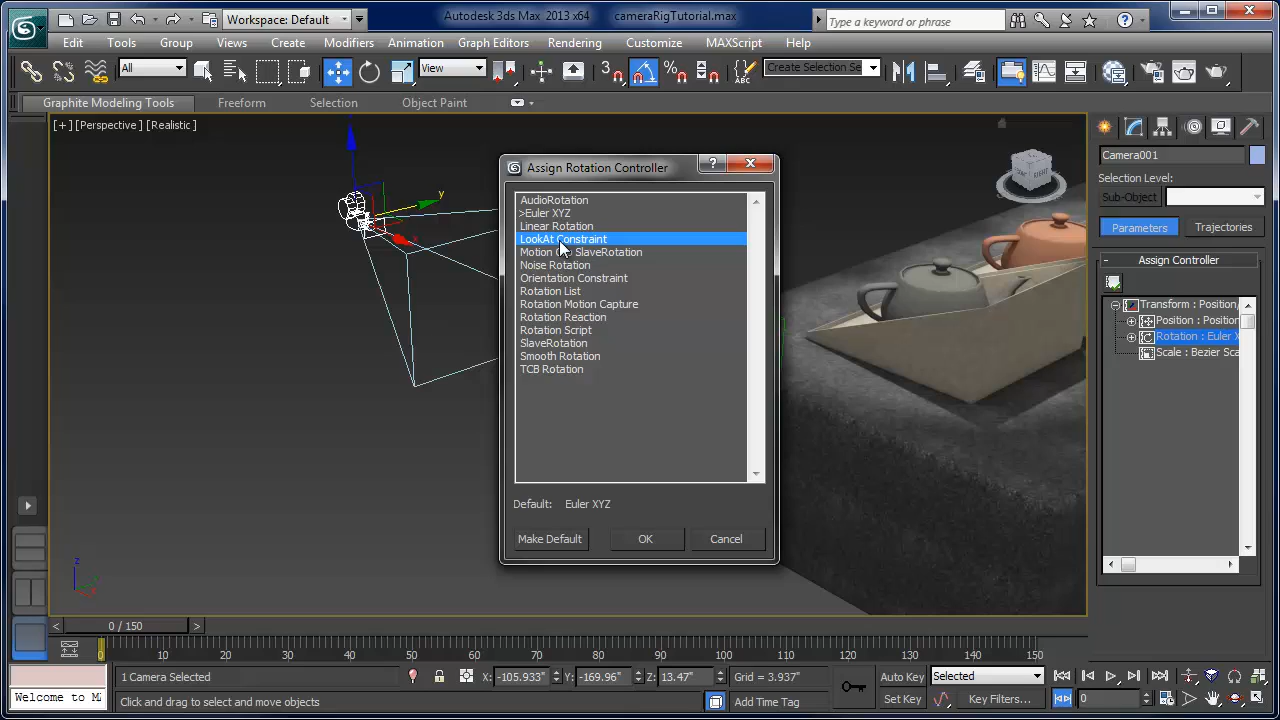 Workspace: Default
Autodesk 3ds Max 2013 x64 cameraRigTutorial.max
Type a keyword or phrase
Edit Tools Group Views Create Modifiers Animation Graph Editors Rendering Customize MAXScript Help
All View 3 Create Selection Se
Graphite Modeling Tools Freeform Selection Object Paint
[+] [Perspective] [Realistic]
Assign Rotation Controller
AudioRotation
>Euler XYZ
Linear Rotation
LookAt Constraint
SlaveRotation
Noise Rotation
Orientation Constraint
Rotation List
Rotation Motion Capture
Rotation Reaction
Rotation Script
SlaveRotation
Smooth Rotation
TCB Rotation
Default: Euler XYZ
Make Default OK Cancel
y
x
z
Camera001
Selection Level:
Sub-Object
Parameters Trajectories
- Assign Controller
Transform : Position/
Position : Position
Rotation : Euler X
Scale : Bezier Sca
< 0 / 150 >
0 10 20 30 40 50 60 70 80 90 100 110 120 130 140 150
1 Camera Selected X: -105.933" Y: -169.96" Z: 13.47" Grid = 3.937" Auto Key Selected
Welcome to MA Click and drag to select and move objects Add Time Tag Set Key Key Filters... 0